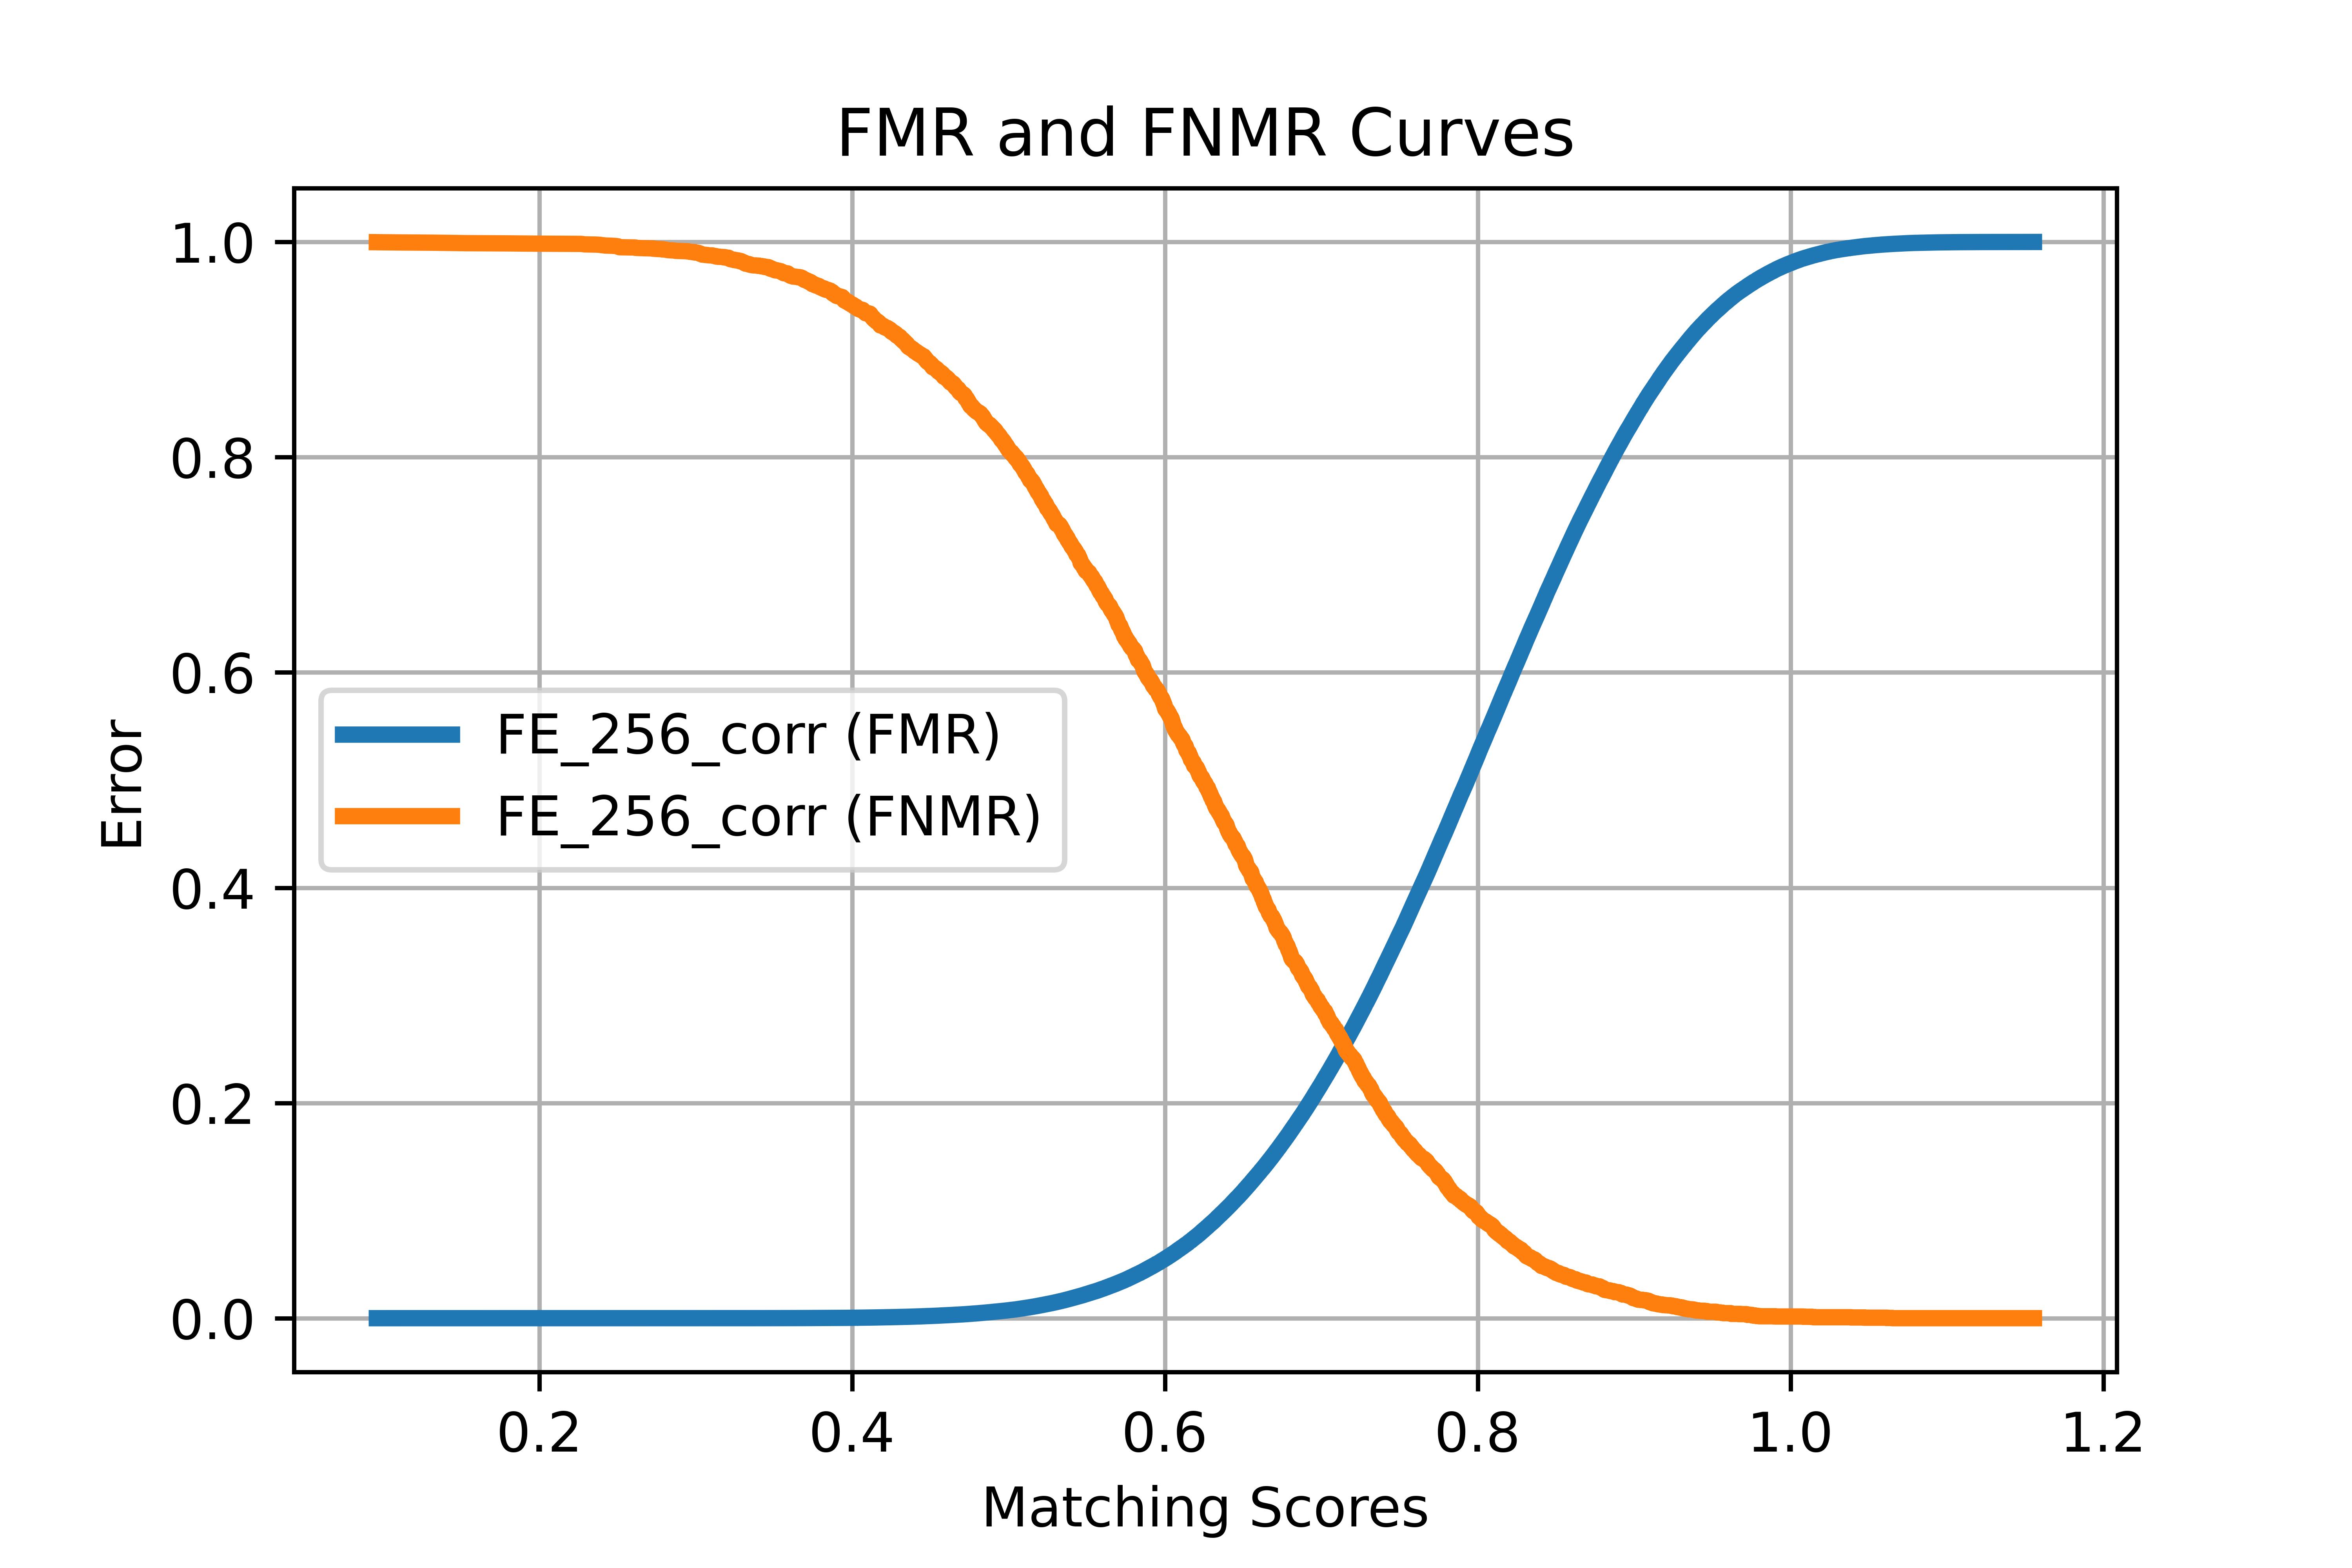 FMR and FNMR Curves
1.0
0.8
0.6
0.4
0.2
0.0
Error
FE_256_corr (FMR)
FE_256_corr (FNMR)
0.2 0.4 0.6 0.8 1.0 1.2
Matching Scores